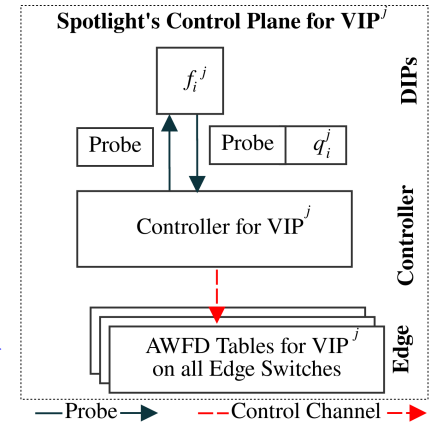 Spotlight's Control Plane for VIP^j
f_i^j
DIPs
Probe
Probe q_i^j
Controller for VIP^j
Controller
AWFD Tables for VIP^j
on all Edge Switches
Edge
Probe Control Channel